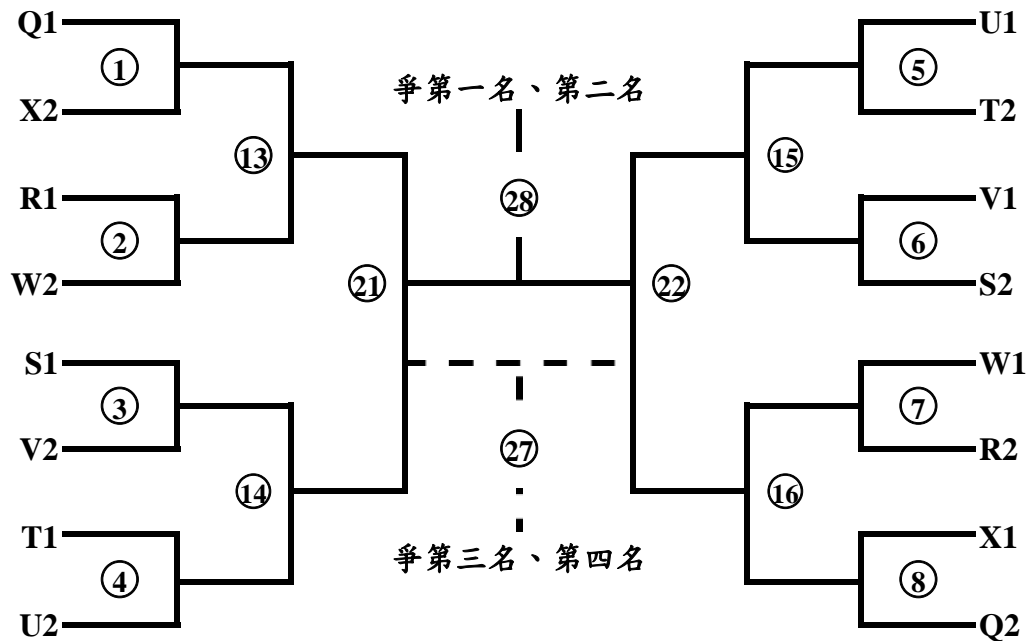 Q1
U1
①
⑤
爭第一名、第二名
X2
T2
⑬
⑮
R1
㉘
V1
②
⑥
W2
㉑
㉒
S2
S1
W1
③
⑦
V2
㉗
R2
⑭
⑯
T1
X1
爭第三名、第四名
④
⑧
U2
Q2